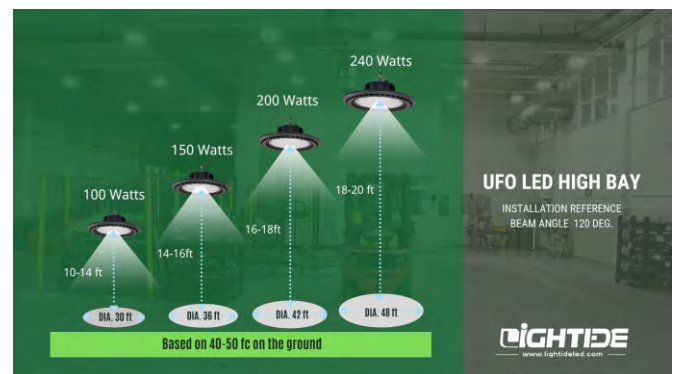 240 Watts
200 Watts
150 Watts
100 Watts
18-20 ft
16-18ft
14-16ft
10-14 ft
DIA. 30 ft
DIA. 36 ft
DIA. 42 ft
DIA. 48 ft
Based on 40-50 fc on the ground
UFO LED HIGH BAY
INSTALLATION REFERENCE
BEAM ANGLE 120 DEG.
LIGHTIDE
www.lightideled.com